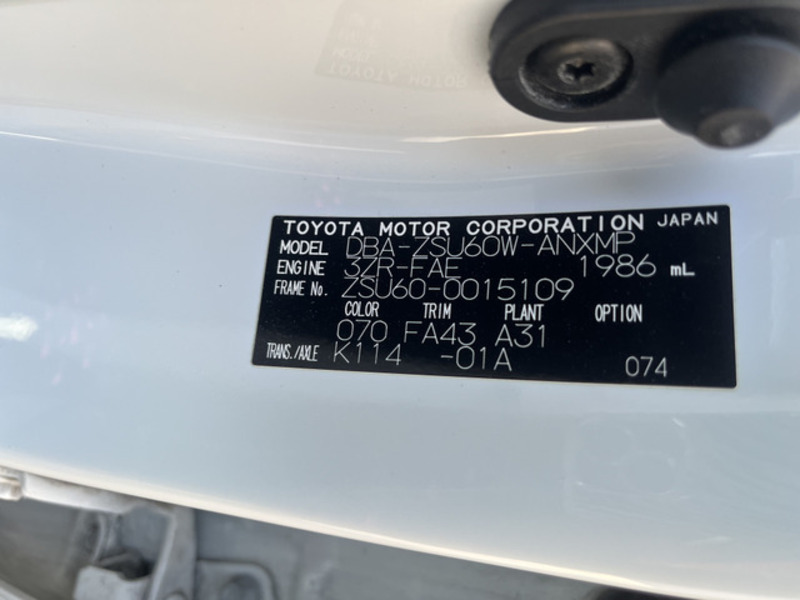 TOYOTA MOTOR CORPORATION JAPAN
MODEL DBA-ZSU60W-ANXMP
ENGINE 3ZR-FAE 1986 mL
FRAME No. ZSU60-0015109
COLOR TRIM PLANT OPTION
070 FA43 A31
TRANS./AXLE K114 -01A 074